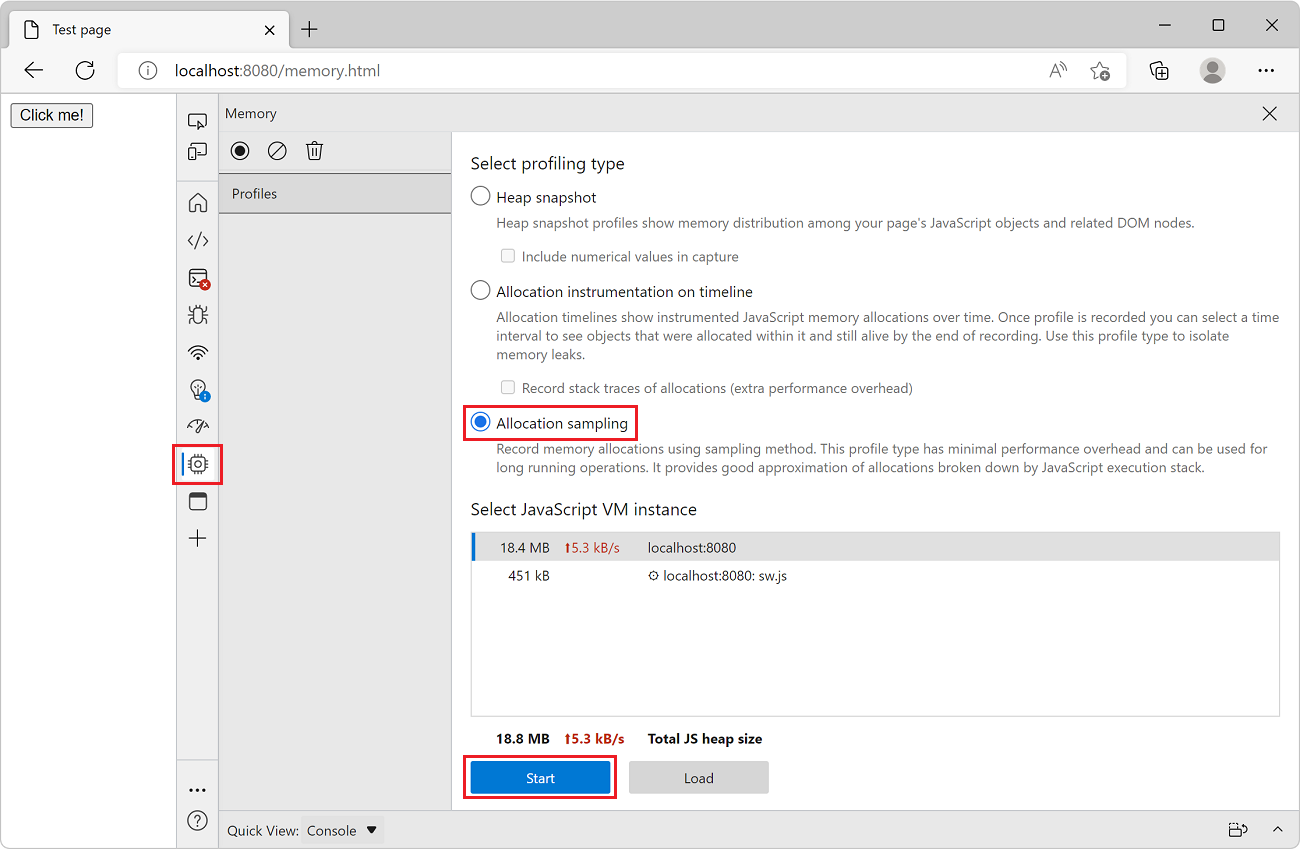 Test page
localhost:8080/memory.html
Click me!
Memory
Profiles
Select profiling type
Heap snapshot
Heap snapshot profiles show memory distribution among your page's JavaScript objects and related DOM nodes.
Include numerical values in capture
Allocation instrumentation on timeline
Allocation timelines show instrumented JavaScript memory allocations over time. Once profile is recorded you can select a time
interval to see objects that were allocated within it and still alive by the end of recording. Use this profile type to isolate
memory leaks.
Record stack traces of allocations (extra performance overhead)
Allocation sampling
Record memory allocations using sampling method. This profile type has minimal performance overhead and can be used for
long running operations. It provides good approximation of allocations broken down by JavaScript execution stack.
Select JavaScript VM instance
18.4 MB ⬆5.3 kB/s localhost:8080
451 kB localhost:8080: sw.js
18.8 MB ⬆5.3 kB/s Total JS heap size
Start Load
Quick View: Console